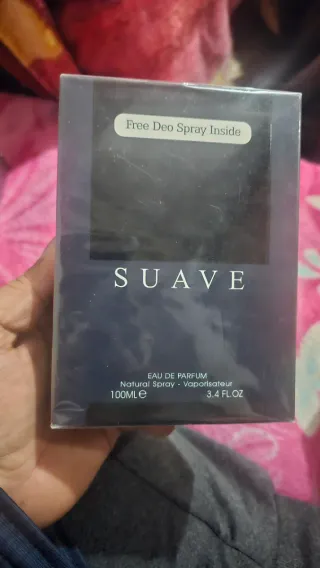 Free Deo Spray Inside
SUAVE
EAU DE PARFUM
Natural Spray - Vaporisateur
100ML℮ 3.4 FL.OZ